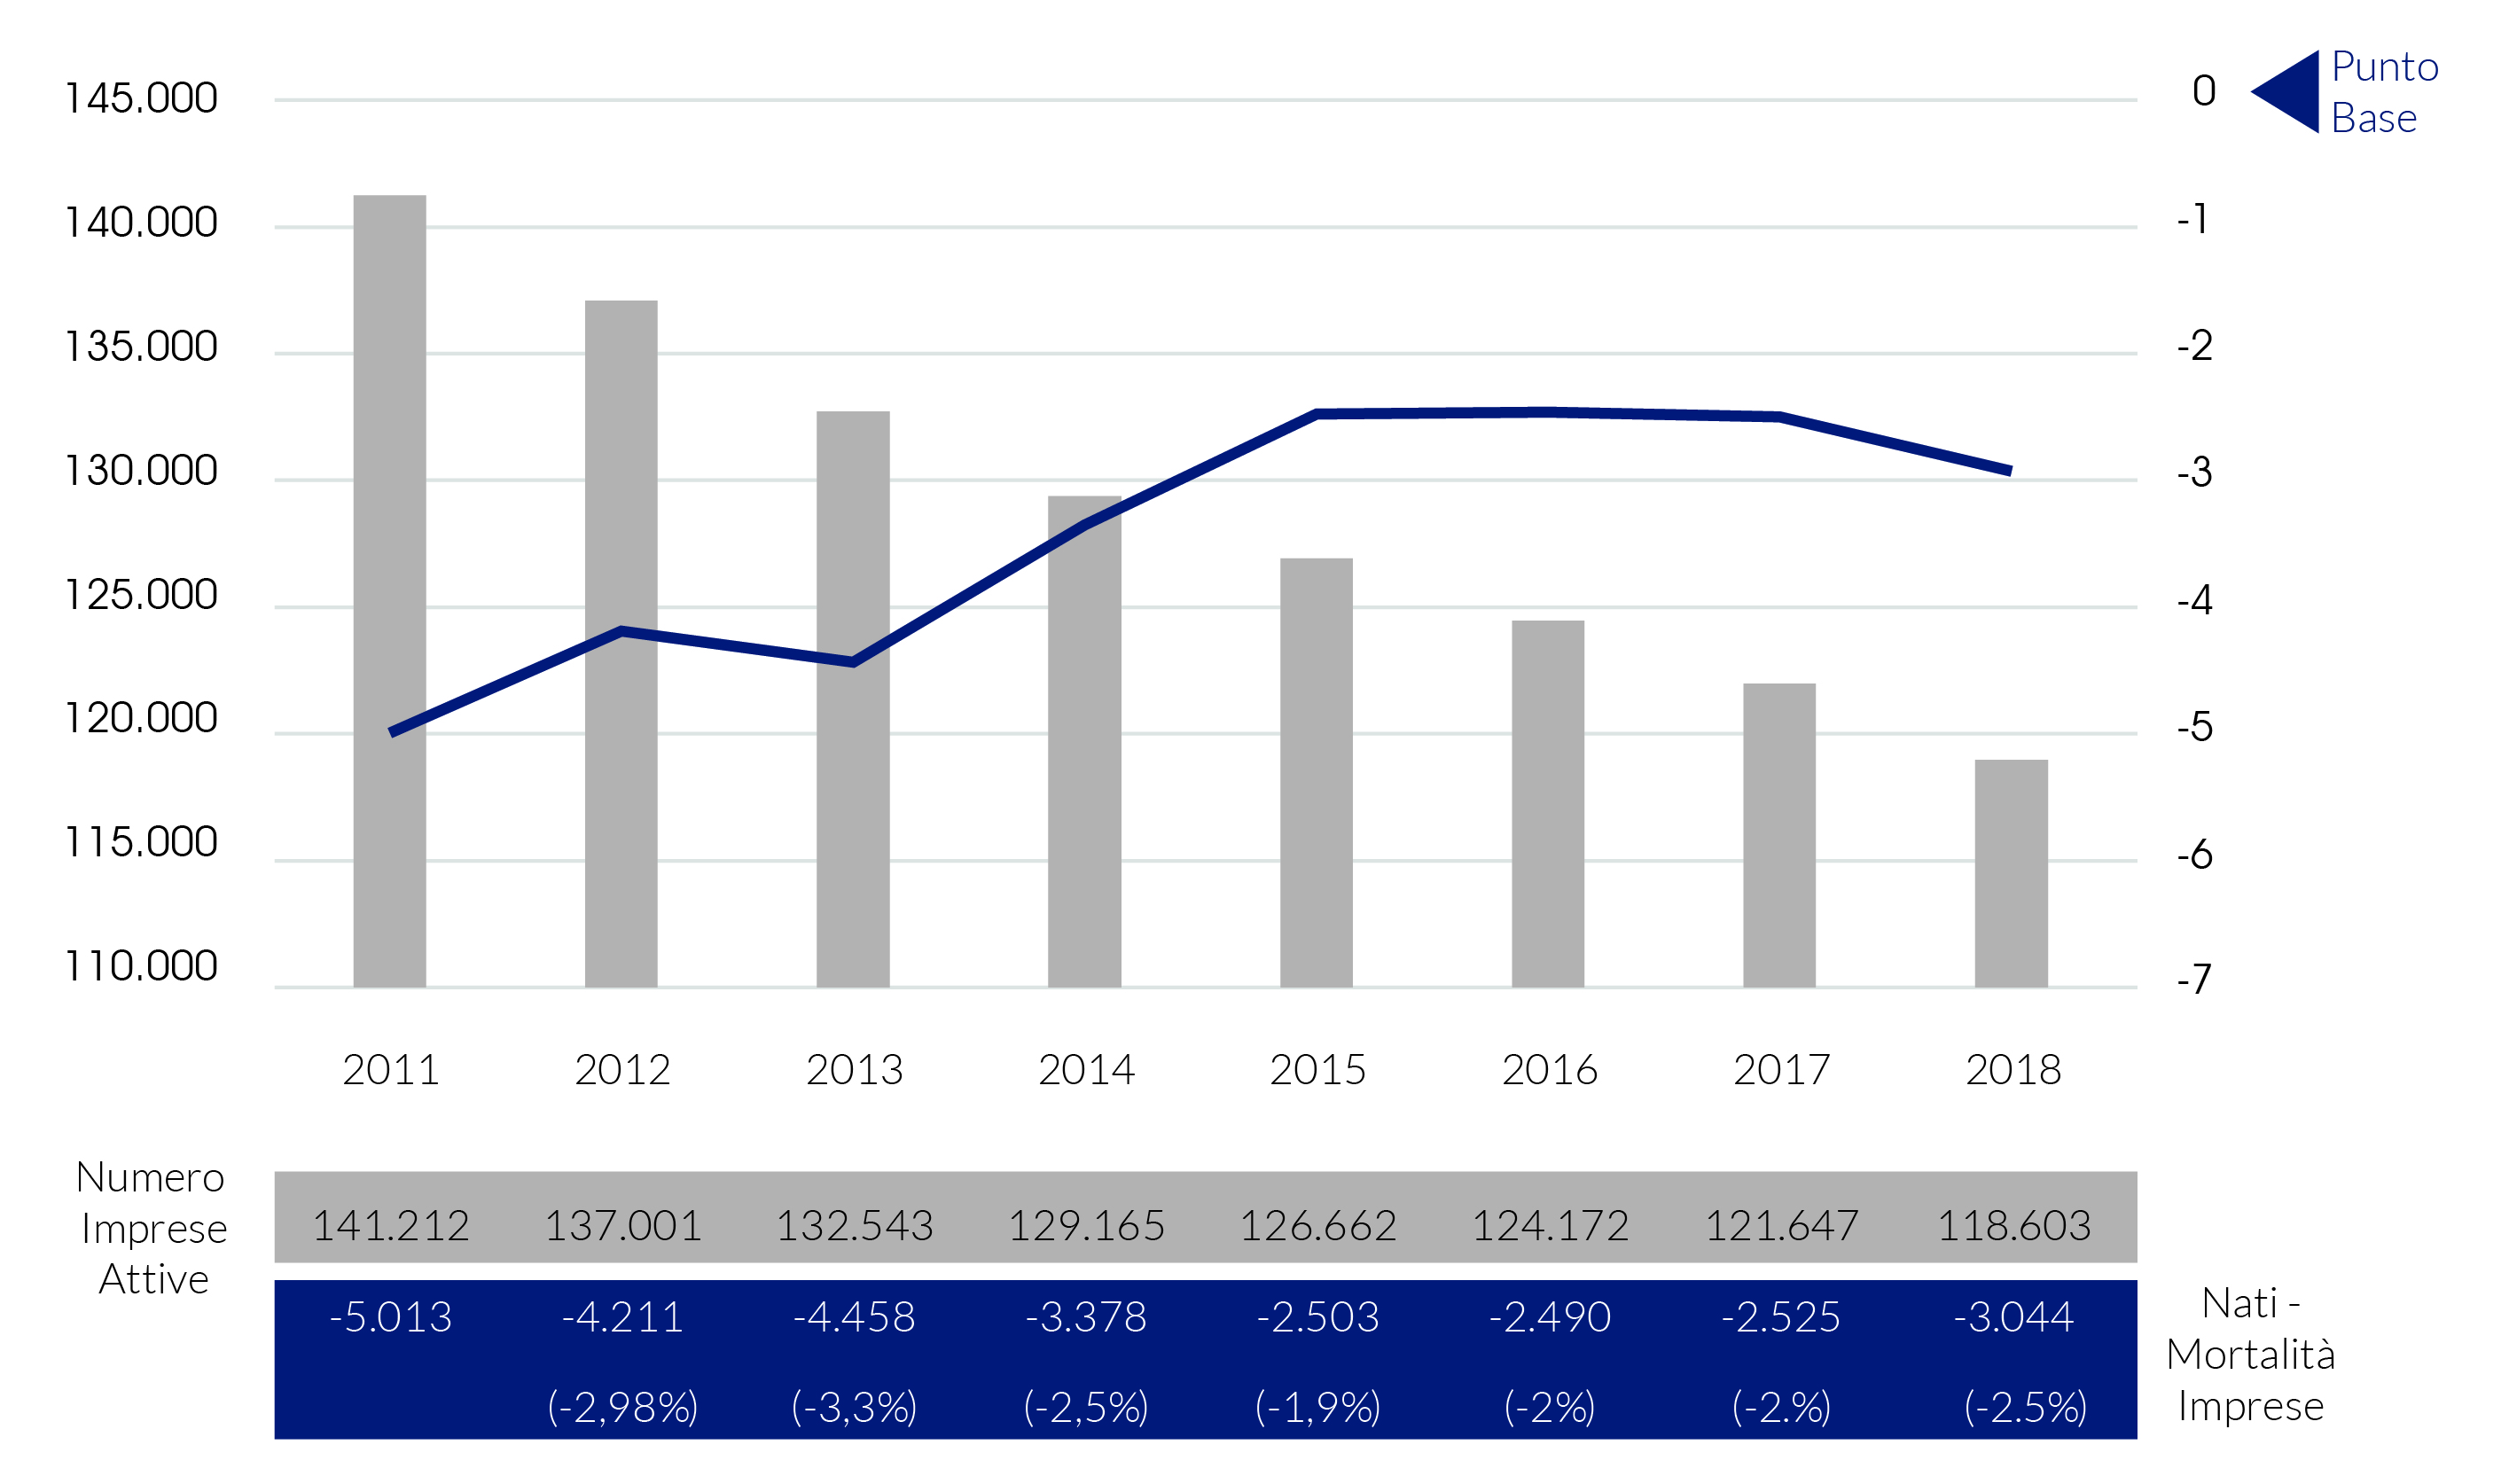 145.000
140.000
135.000
130.000
125.000
120.000
115.000
110.000
0
-1
-2
-3
-4
-5
-6
-7
Punto
Base
2011 2012 2013 2014 2015 2016 2017 2018
Numero
Imprese
Attive
141.212 137.001 132.543 129.165 126.662 124.172 121.647 118.603
-5.013 -4.211 -4.458 -3.378 -2.503 -2.490 -2.525 -3.044
(-2,98%) (-3,3%) (-2,5%) (-1,9%) (-2%) (-2.%) (-2.5%)
Nati -
Mortalità
Imprese